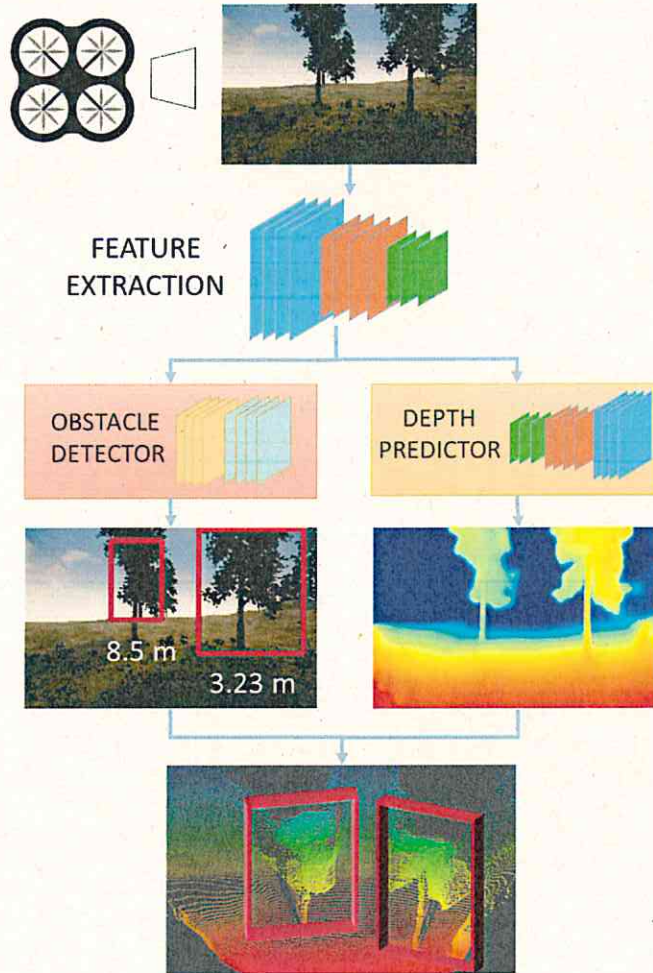 FEATURE
EXTRACTION
OBSTACLE
DETECTOR
DEPTH
PREDICTOR
8.5 m
3.23 m